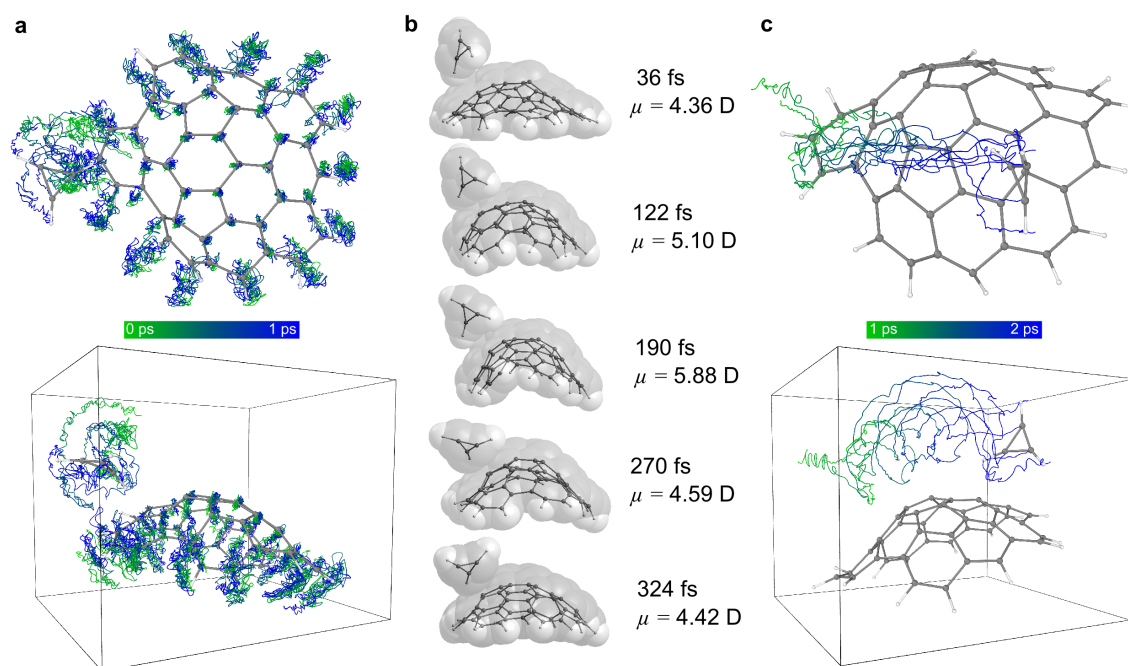 a
0 ps 1 ps
b
36 fs
μ = 4.36 D
122 fs
μ = 5.10 D
190 fs
μ = 5.88 D
270 fs
μ = 4.59 D
324 fs
μ = 4.42 D
c
1 ps 2 ps